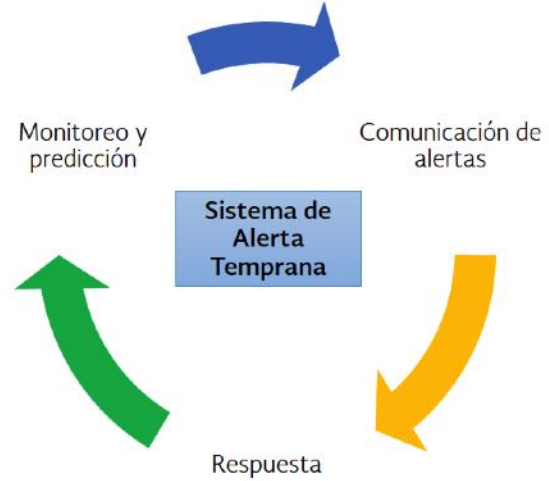 Monitoreo y
predicción
Comunicación de
alertas
Sistema de
Alerta
Temprana
Respuesta